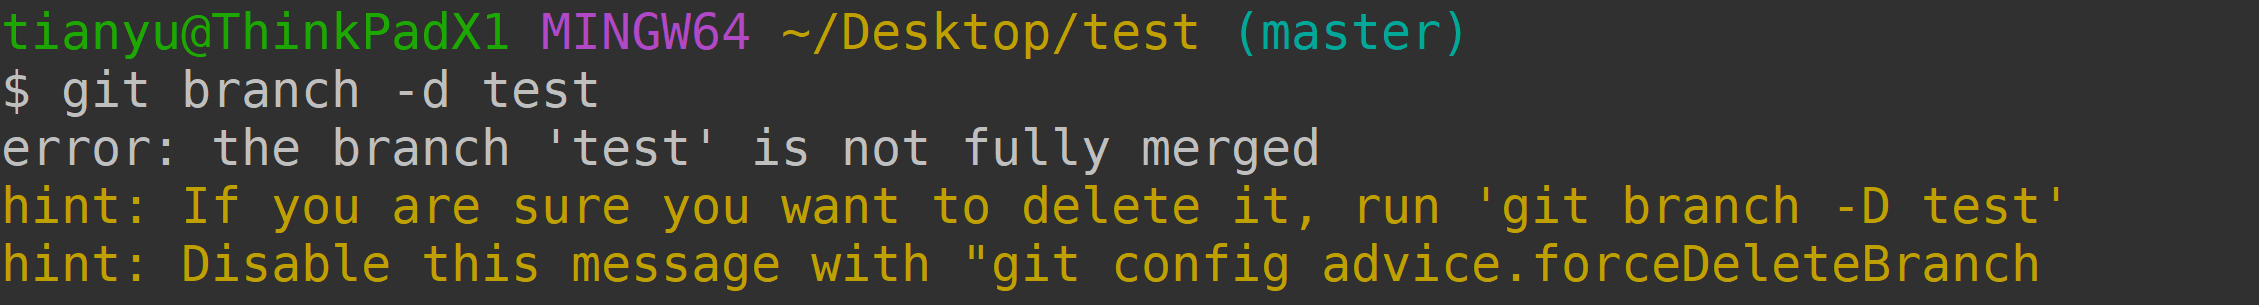 tianyu@ThinkPadX1 MINGW64 ~/Desktop/test (master)
$ git branch -d test
error: the branch 'test' is not fully merged
hint: If you are sure you want to delete it, run 'git branch -D test'
hint: Disable this message with "git config advice.forceDeleteBranch